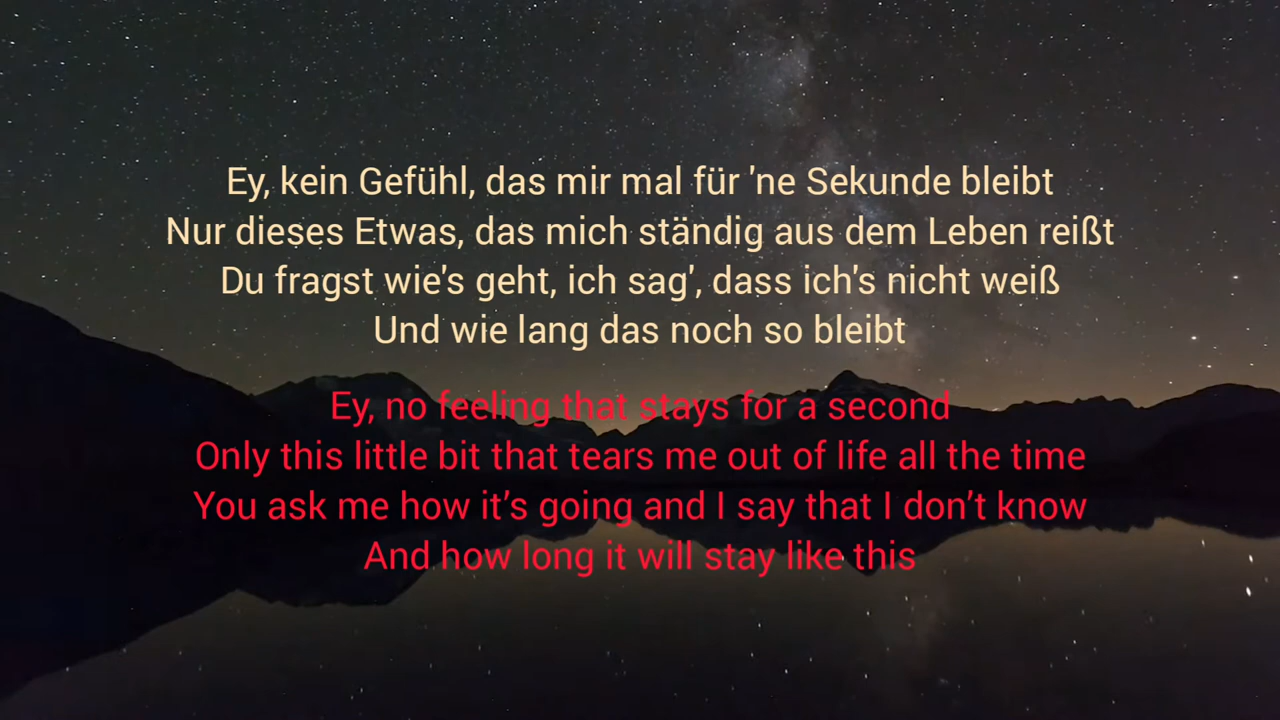 Ey, kein Gefühl, das mir mal für 'ne Sekunde bleibt
Nur dieses Etwas, das mich ständig aus dem Leben reißt
Du fragst wie's geht, ich sag', dass ich's nicht weiß
Und wie lang das noch so bleibt
Ey, no feeling that stays for a second
Only this little bit that tears me out of life all the time
You ask me how it's going and I say that I don't know
And how long it will stay like this